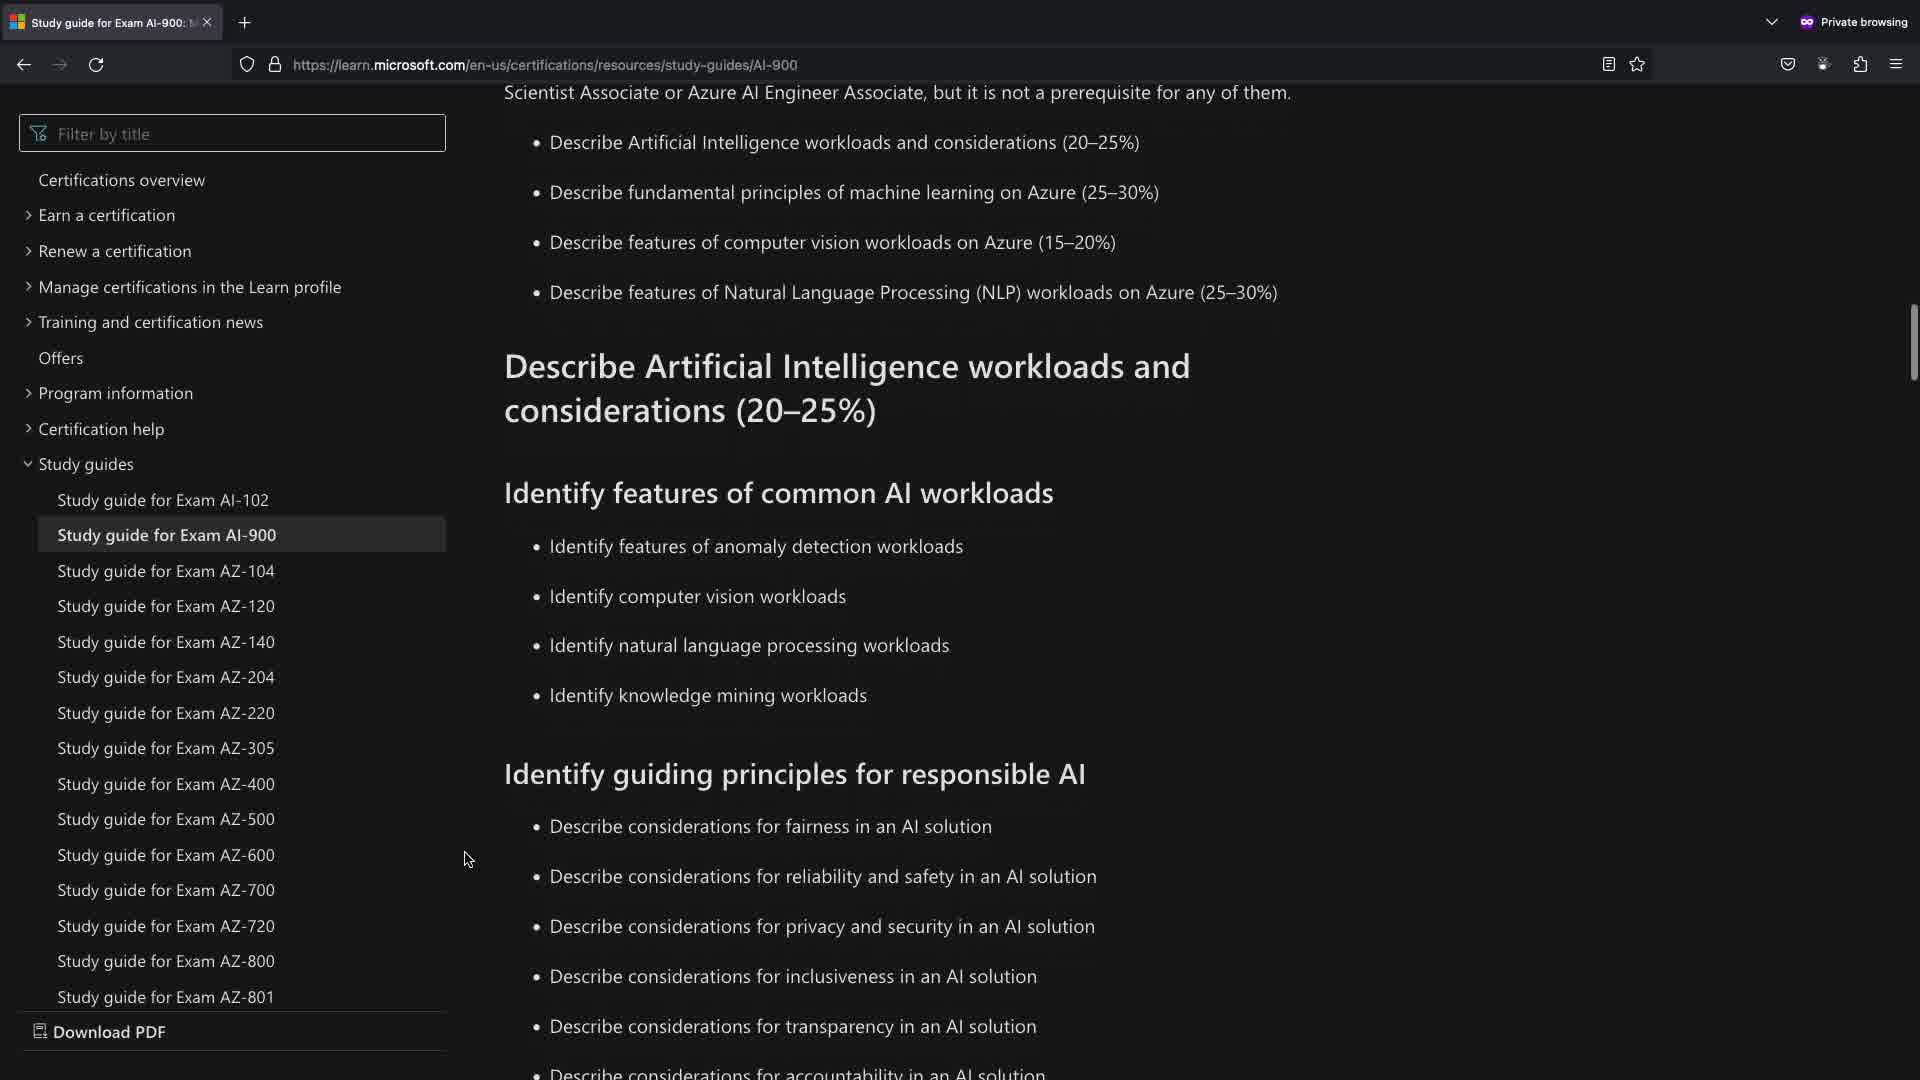 Study guide for Exam AI-900: M
Private browsing
https://learn.microsoft.com/en-us/certifications/resources/study-guides/AI-900
Filter by title
Certifications overview
Earn a certification
Renew a certification
Manage certifications in the Learn profile
Training and certification news
Offers
Program information
Certification help
Study guides
Study guide for Exam AI-102
Study guide for Exam AI-900
Study guide for Exam AZ-104
Study guide for Exam AZ-120
Study guide for Exam AZ-140
Study guide for Exam AZ-204
Study guide for Exam AZ-220
Study guide for Exam AZ-305
Study guide for Exam AZ-400
Study guide for Exam AZ-500
Study guide for Exam AZ-600
Study guide for Exam AZ-700
Study guide for Exam AZ-720
Study guide for Exam AZ-800
Study guide for Exam AZ-801
Download PDF
Scientist Associate or Azure AI Engineer Associate, but it is not a prerequisite for any of them.
• Describe Artificial Intelligence workloads and considerations (20–25%)
• Describe fundamental principles of machine learning on Azure (25–30%)
• Describe features of computer vision workloads on Azure (15–20%)
• Describe features of Natural Language Processing (NLP) workloads on Azure (25–30%)
Describe Artificial Intelligence workloads and
considerations (20–25%)
Identify features of common AI workloads
• Identify features of anomaly detection workloads
• Identify computer vision workloads
• Identify natural language processing workloads
• Identify knowledge mining workloads
Identify guiding principles for responsible AI
• Describe considerations for fairness in an AI solution
• Describe considerations for reliability and safety in an AI solution
• Describe considerations for privacy and security in an AI solution
• Describe considerations for inclusiveness in an AI solution
• Describe considerations for transparency in an AI solution
• Describe considerations for accountability in an AI solution